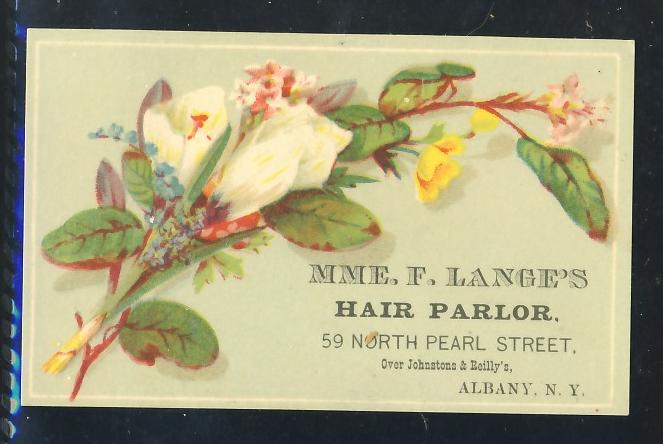 MME. F. LANGE'S
HAIR PARLOR.
59 NORTH PEARL STREET,
Over Johnstons & Reilly's,
ALBANY, N. Y.